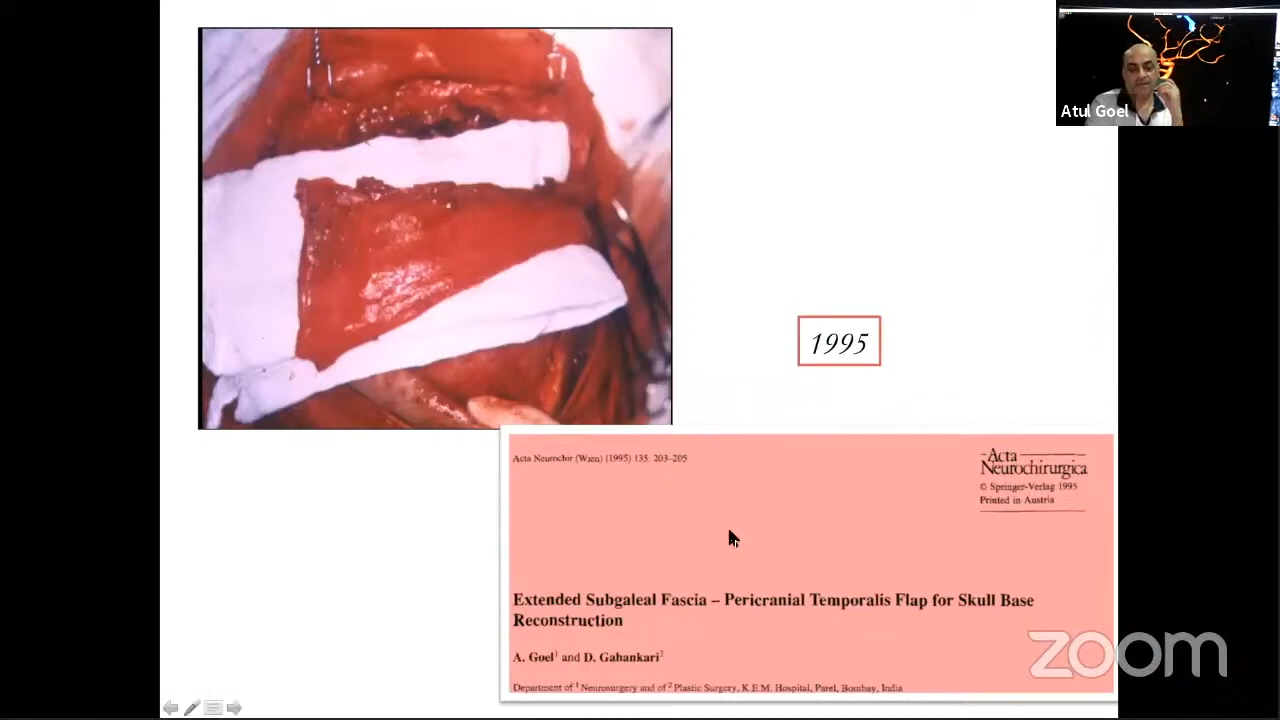 Atul Goel
1995
Acta Neurochir (Wien) (1995) 135: 203–205
Acta
Neurochirurgica
© Springer-Verlag 1995
Printed in Austria
Extended Subgaleal Fascia – Pericranial Temporalis Flap for Skull Base
Reconstruction
A. Goel¹ and D. Gahankari²
Department of ¹ Neurosurgery and of ² Plastic Surgery, K.E.M. Hospital, Parel, Bombay, India
zoom